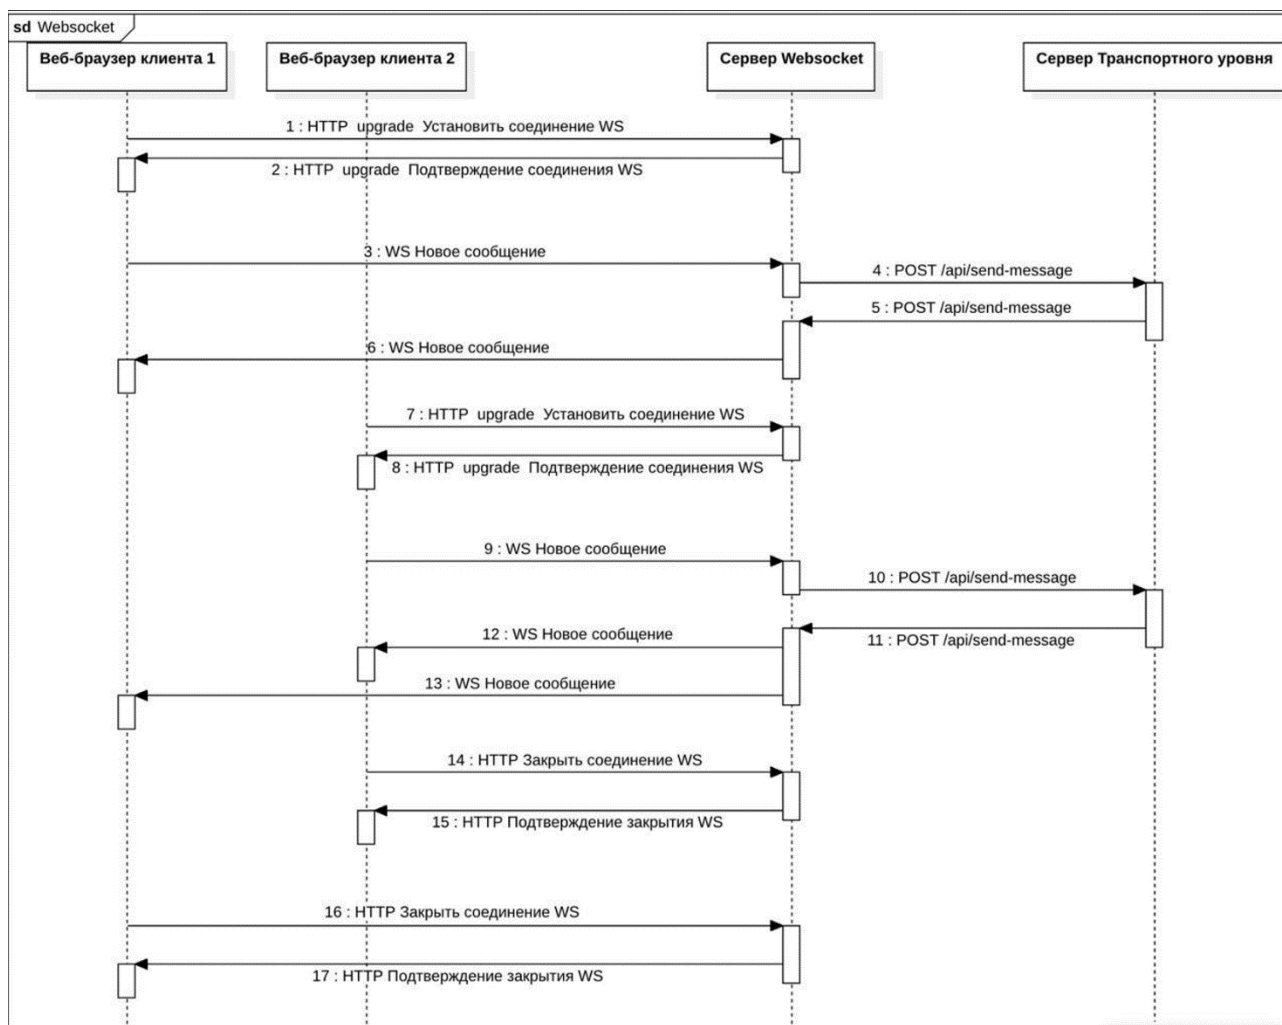 sd Websocket
Веб-браузер клиента 1
Веб-браузер клиента 2
Сервер Websocket
Сервер Транспортного уровня
1 : HTTP upgrade Установить соединение WS
2 : HTTP upgrade Подтверждение соединения WS
3 : WS Новое сообщение
4 : POST /api/send-message
5 : POST /api/send-message
6 : WS Новое сообщение
7 : HTTP upgrade Установить соединение WS
8 : HTTP upgrade Подтверждение соединения WS
9 : WS Новое сообщение
10 : POST /api/send-message
11 : POST /api/send-message
12 : WS Новое сообщение
13 : WS Новое сообщение
14 : HTTP Закрыть соединение WS
15 : HTTP Подтверждение закрытия WS
16 : HTTP Закрыть соединение WS
17 : HTTP Подтверждение закрытия WS